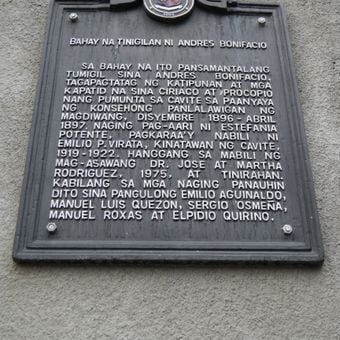 BAHAY NA TINIGILAN NI ANDRES BONIFACIO
SA BAHAY NA ITO PANSAMANTALANG
TUMIGIL SINA ANDRES BONIFACIO,
TAGAPAGTATAG NG KATIPUNAN AT MGA
KAPATID NA SINA CIRIACO AT PROCOPIO
NANG PUMUNTA SA CAVITE SA PAANYAYA
NG KONSEHONG PANLALAWIGAN NG
MAGDIWANG, DISYEMBRE 1896 - ABRIL
1897. NAGING PAG-AARI NI ESTEFANIA
POTENTE, PAGKARAA'Y NABILI NI
EMILIO P. VIRATA, KINATAWAN NG CAVITE,
1919-1922. HANGGANG SA MABILI NG
MAG-ASAWANG DR. JOSE AT MARTHA
RODRIGUEZ, 1975, AT TINIRAHAN.
KABILANG SA MGA NAGING PANAUHIN
DITO SINA PANGULONG EMILIO AGUINALDO,
MANUEL LUIS QUEZON, SERGIO OSMEÑA,
MANUEL ROXAS AT ELPIDIO QUIRINO.